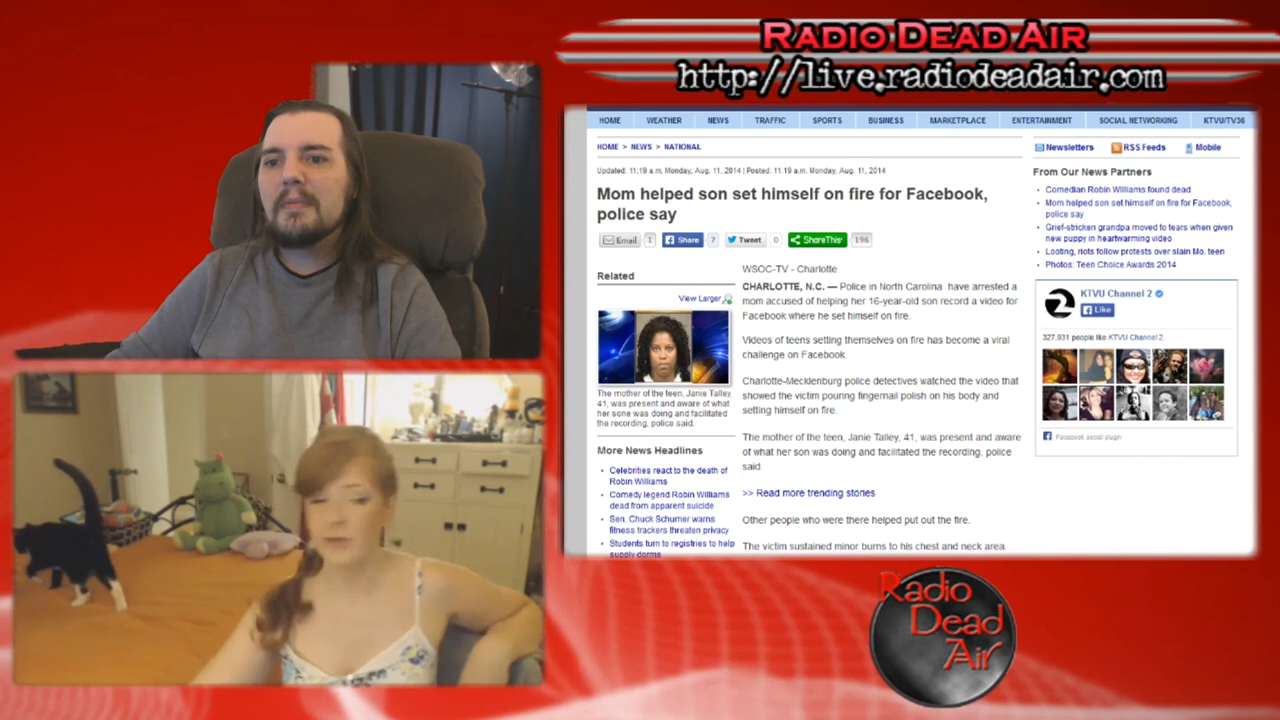 Radio Dead Air
http://live.radiodeadair.com
HOME WEATHER NEWS TRAFFIC SPORTS BUSINESS MARKETPLACE ENTERTAINMENT SOCIAL NETWORKING KTVU/TV36
HOME > NEWS > NATIONAL
Updated: 11:19 a.m. Monday, Aug. 11, 2014 | Posted: 11:19 a.m. Monday, Aug. 11, 2014
Mom helped son set himself on fire for Facebook,
police say
Email 1 Share 7 Tweet 0 ShareThis 196
Related
View Larger
The mother of the teen, Janie Talley,
41, was present and aware of what
her sone was doing and facilitated
the recording, police said.
More News Headlines
• Celebrities react to the death of
Robin Williams
• Comedy legend Robin Williams
dead from apparent suicide
• Sen. Chuck Schumer warns
fitness trackers threaten privacy
• Students turn to registries to help
supply dorms
WSOC-TV - Charlotte
CHARLOTTE, N.C. — Police in North Carolina have arrested a
mom accused of helping her 16-year-old son record a video for
Facebook where he set himself on fire.
Videos of teens setting themselves on fire has become a viral
challenge on Facebook.
Charlotte-Mecklenburg police detectives watched the video that
showed the victim pouring fingernail polish on his body and
setting himself on fire.
The mother of the teen, Janie Talley, 41, was present and aware
of what her son was doing and facilitated the recording, police
said.
>> Read more trending stories
Other people who were there helped put out the fire.
The victim sustained minor burns to his chest and neck area.
Newsletters RSS Feeds Mobile
From Our News Partners
• Comedian Robin Williams found dead
• Mom helped son set himself on fire for Facebook,
police say
• Grief-stricken grandpa moved to tears when given
new puppy in heartwarming video
• Looting, riots follow protests over slain Mo. teen
• Photos: Teen Choice Awards 2014
2
KTVU Channel 2
Like
327,931 people like KTVU Channel 2.
Facebook social plugin
Radio
Dead
Air